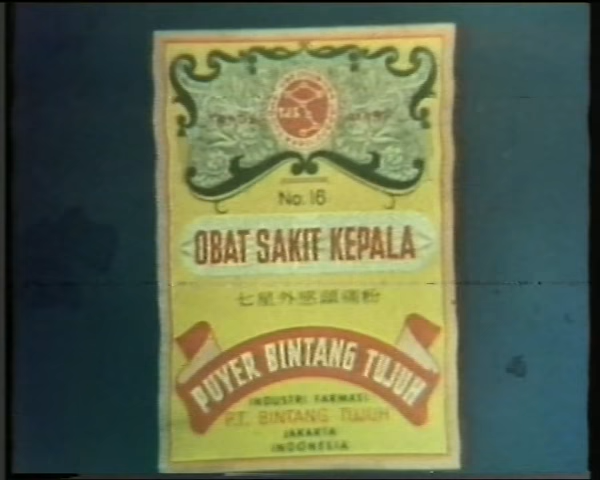 No. 16
OBAT SAKIT KEPALA
七星外感頭痛粉
PUYER BINTANG TUJUH
INDUSTRI FARMASI
P.T. BINTANG TUJUH
JAKARTA
INDONESIA